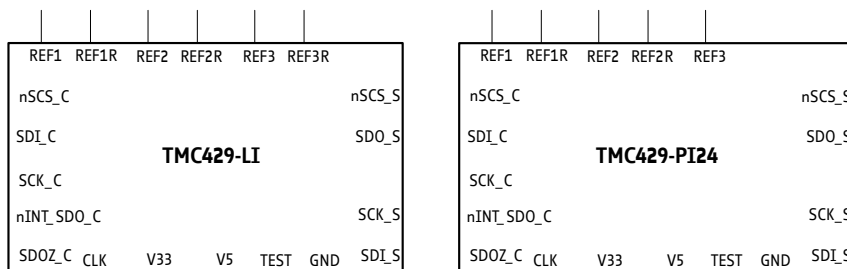 REF1 REF1R REF2 REF2R REF3 REF3R
nSCS_C nSCS_S
SDI_C SDO_S
TMC429-LI
SCK_C
nINT_SDO_C SCK_S
SDOZ_C CLK V33 V5 TEST GND SDI_S
REF1 REF1R REF2 REF2R REF3
nSCS_C nSCS_S
SDI_C SDO_S
TMC429-PI24
SCK_C
nINT_SDO_C SCK_S
SDOZ_C CLK V33 V5 TEST GND SDI_S